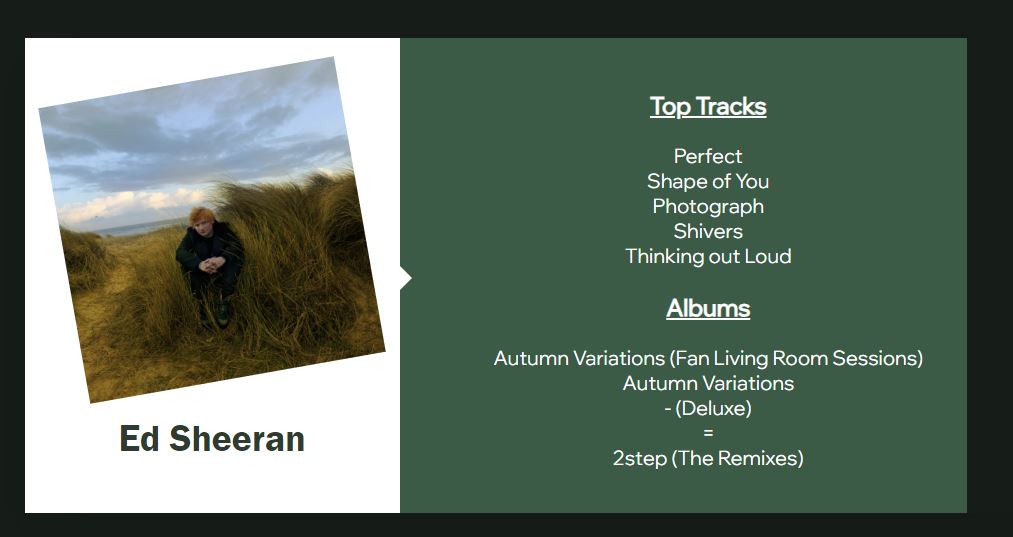 Ed Sheeran
Top Tracks
Perfect
Shape of You
Photograph
Shivers
Thinking out Loud
Albums
Autumn Variations (Fan Living Room Sessions)
Autumn Variations
- (Deluxe)
=
2step (The Remixes)